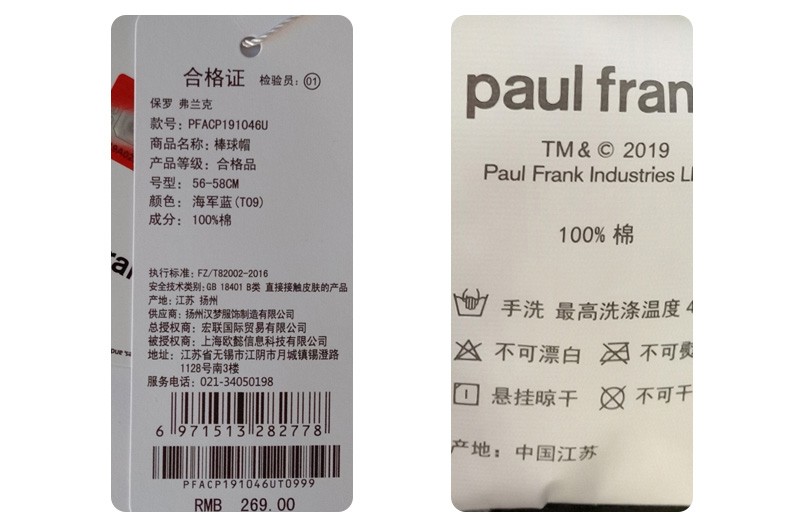 合格证 检验员：01
保罗 弗兰克
款号：PFACP191046U
商品名称：棒球帽
产品等级：合格品
号型：56-58CM
颜色：海军蓝(T09)
成分：100%棉
执行标准：FZ/T82002-2016
安全技术类别：GB 18401 B类 直接接触皮肤的产品
产地：江苏 扬州
供应商：扬州汉梦服饰制造有限公司
总授权商：宏联国际贸易有限公司
被授权商：上海欧懿信息科技有限公司
地址：江苏省无锡市江阴市月城镇锡澄路
1128号南3楼
服务电话：021-34050198
6 971513 282778
PFACP191046UT0999
RMB 269.00
paul fran
TM & © 2019
Paul Frank Industries LL
100% 棉
手洗 最高洗涤温度 4
不可漂白 不可熨
悬挂晾干 不可干
产地：中国江苏